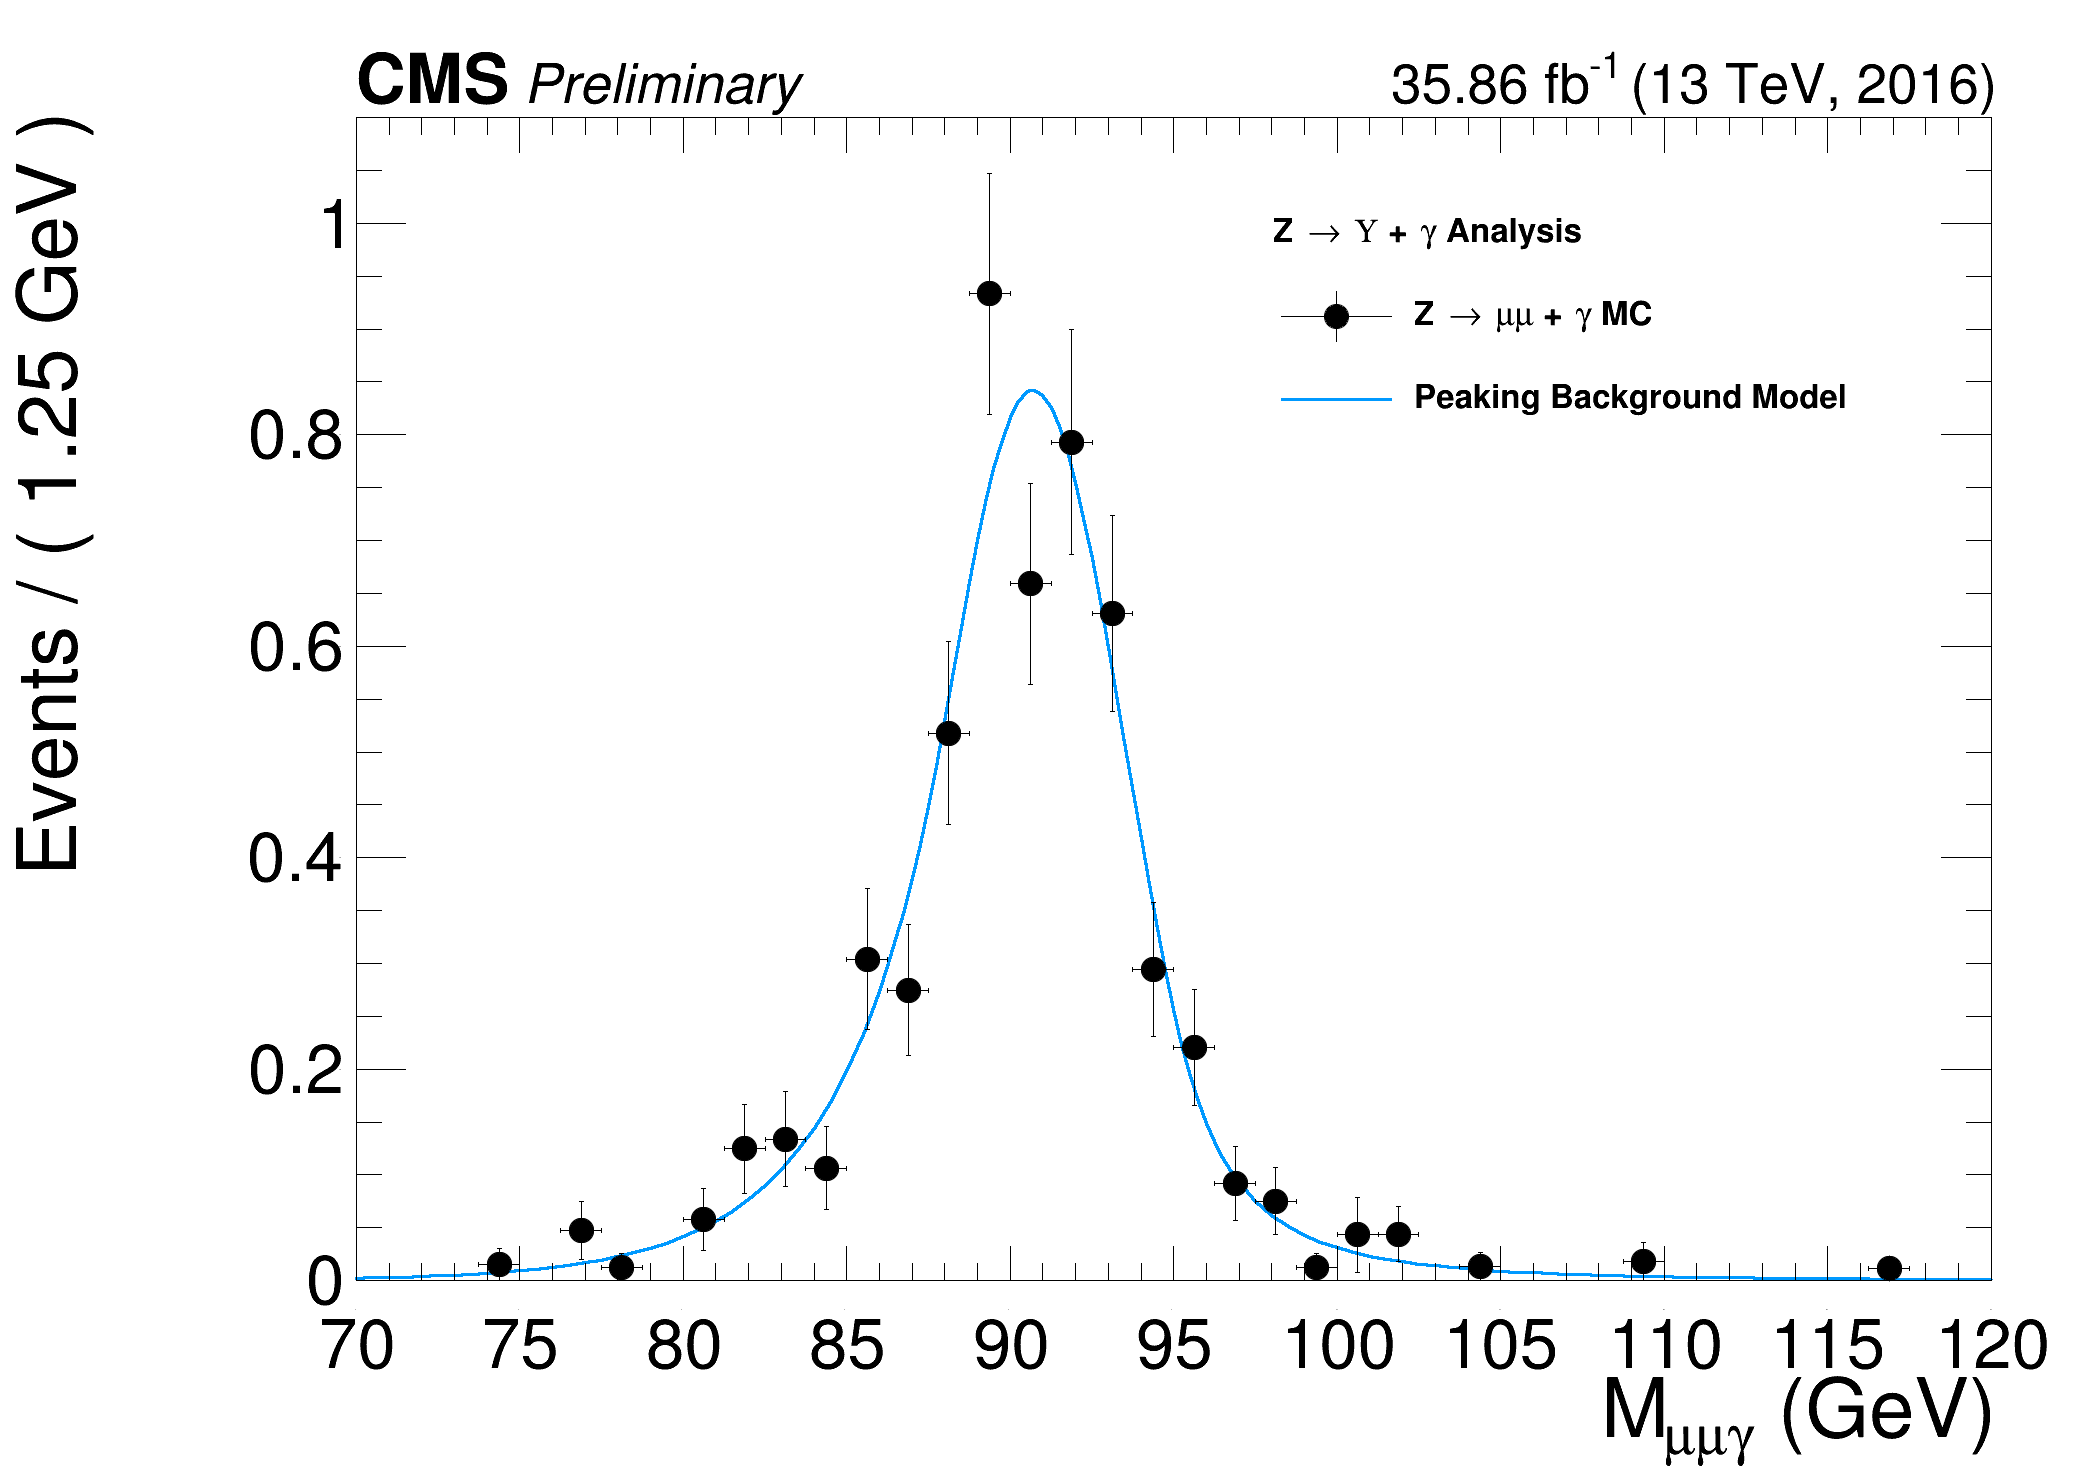 CMS Preliminary
35.86 fb⁻¹ (13 TeV, 2016)
Events / ( 1.25 GeV )
Z → Υ + γ Analysis
Z → μμ + γ MC
Peaking Background Model
1
0.8
0.6
0.4
0.2
0
70 75 80 85 90 95 100 105 110 115 120
M_μμγ (GeV)